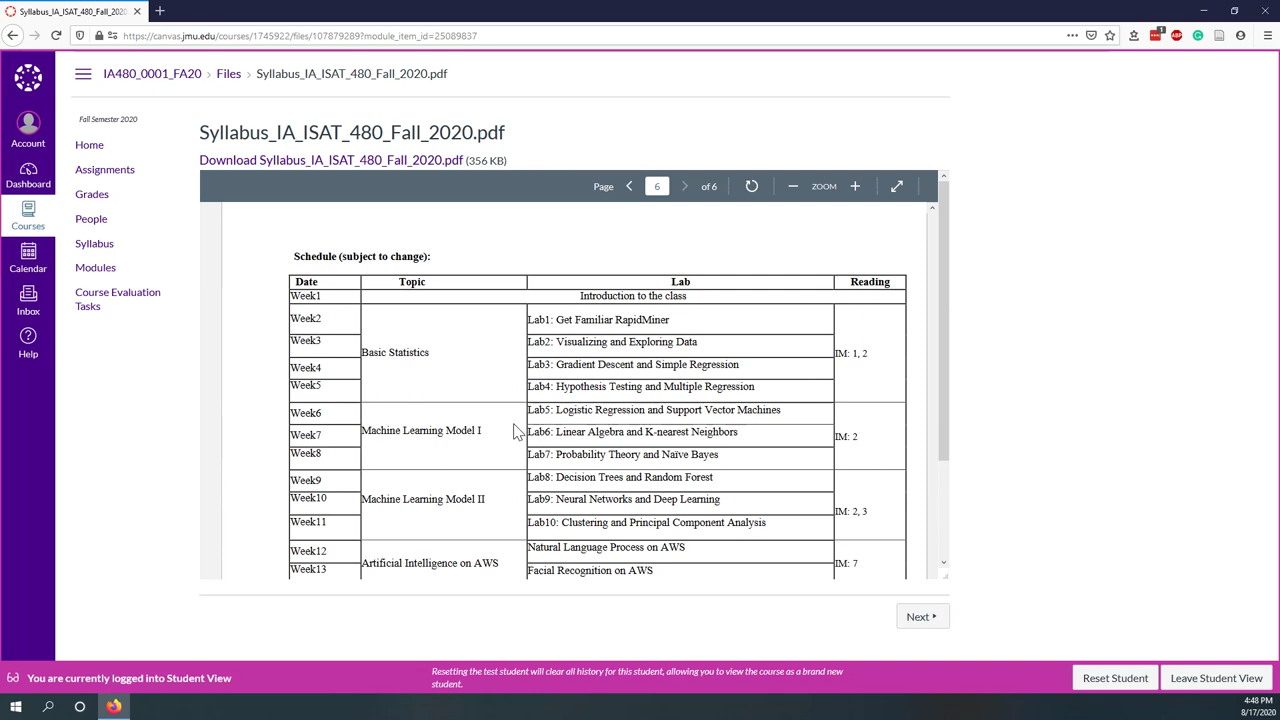 Syllabus_IA_ISAT_480_Fall_2020.
https://canvas.jmu.edu/courses/1745922/files/107879289?module_item_id=25089837
1
ABP
IA480_0001_FA20 › Files › Syllabus_IA_ISAT_480_Fall_2020.pdf
Account
Dashboard
Courses
Calendar
Inbox
Help
Fall Semester 2020
Home
Assignments
Grades
People
Syllabus
Modules
Course Evaluation
Tasks
Syllabus_IA_ISAT_480_Fall_2020.pdf
Download Syllabus_IA_ISAT_480_Fall_2020.pdf (356 KB)
Page 6 of 6 ZOOM
Schedule (subject to change):
Date Topic Lab Reading
Week1 Introduction to the class
Week2 Lab1: Get Familiar RapidMiner
Week3 Lab2: Visualizing and Exploring Data
Basic Statistics IM: 1, 2
Week4 Lab3: Gradient Descent and Simple Regression
Week5 Lab4: Hypothesis Testing and Multiple Regression
Week6 Lab5: Logistic Regression and Support Vector Machines
Week7 Machine Learning Model I Lab6: Linear Algebra and K-nearest Neighbors IM: 2
Week8 Lab7: Probability Theory and Naïve Bayes
Week9 Lab8: Decision Trees and Random Forest
Week10 Machine Learning Model II Lab9: Neural Networks and Deep Learning IM: 2, 3
Week11 Lab10: Clustering and Principal Component Analysis
Week12 Natural Language Process on AWS
Artificial Intelligence on AWS IM: 7
Week13 Facial Recognition on AWS
Next
You are currently logged into Student View
Resetting the test student will clear all history for this student, allowing you to view the course as a brand new
student.
Reset Student
Leave Student View
4:48 PM
8/17/2020